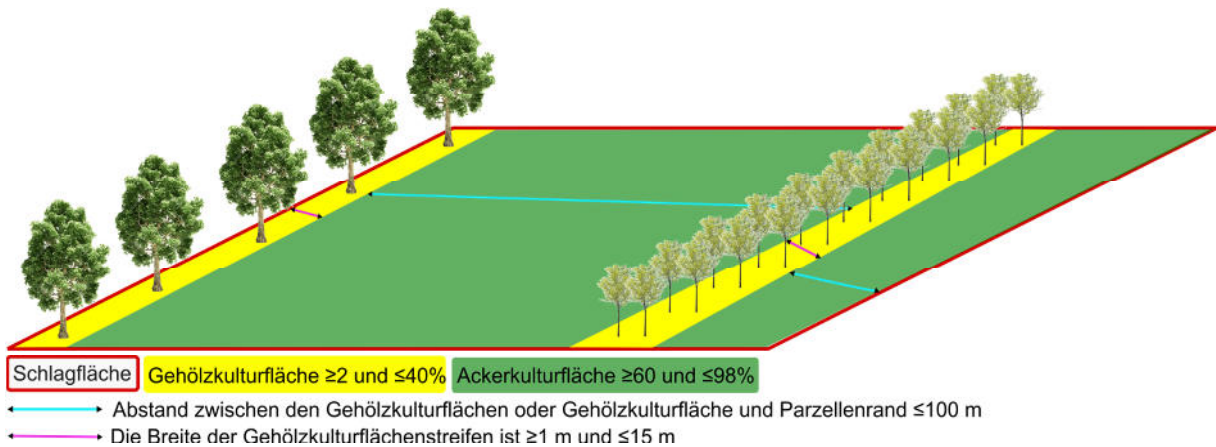 Schlagfläche Gehölzkulturfläche ≥2 und ≤40% Ackerkulturfläche ≥60 und ≤98%
Abstand zwischen den Gehölzkulturflächen oder Gehölzkulturfläche und Parzellenrand ≤100 m
Die Breite der Gehölzkulturflächenstreifen ist ≥1 m und ≤15 m